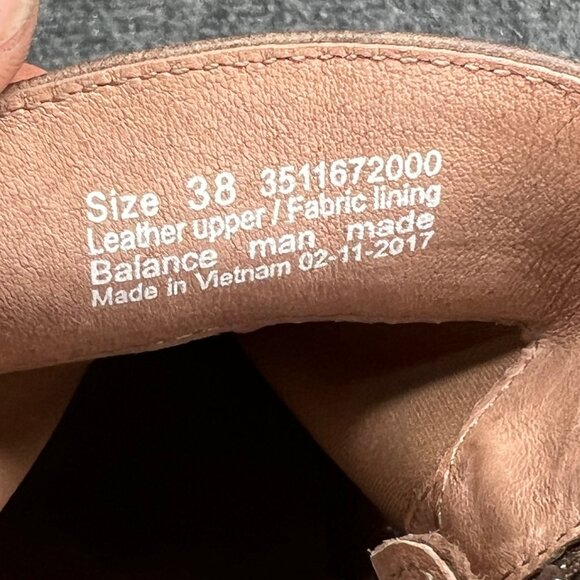 Size 38 3511672000
Leather upper / Fabric lining
Balance man made
Made in Vietnam 02-11-2017